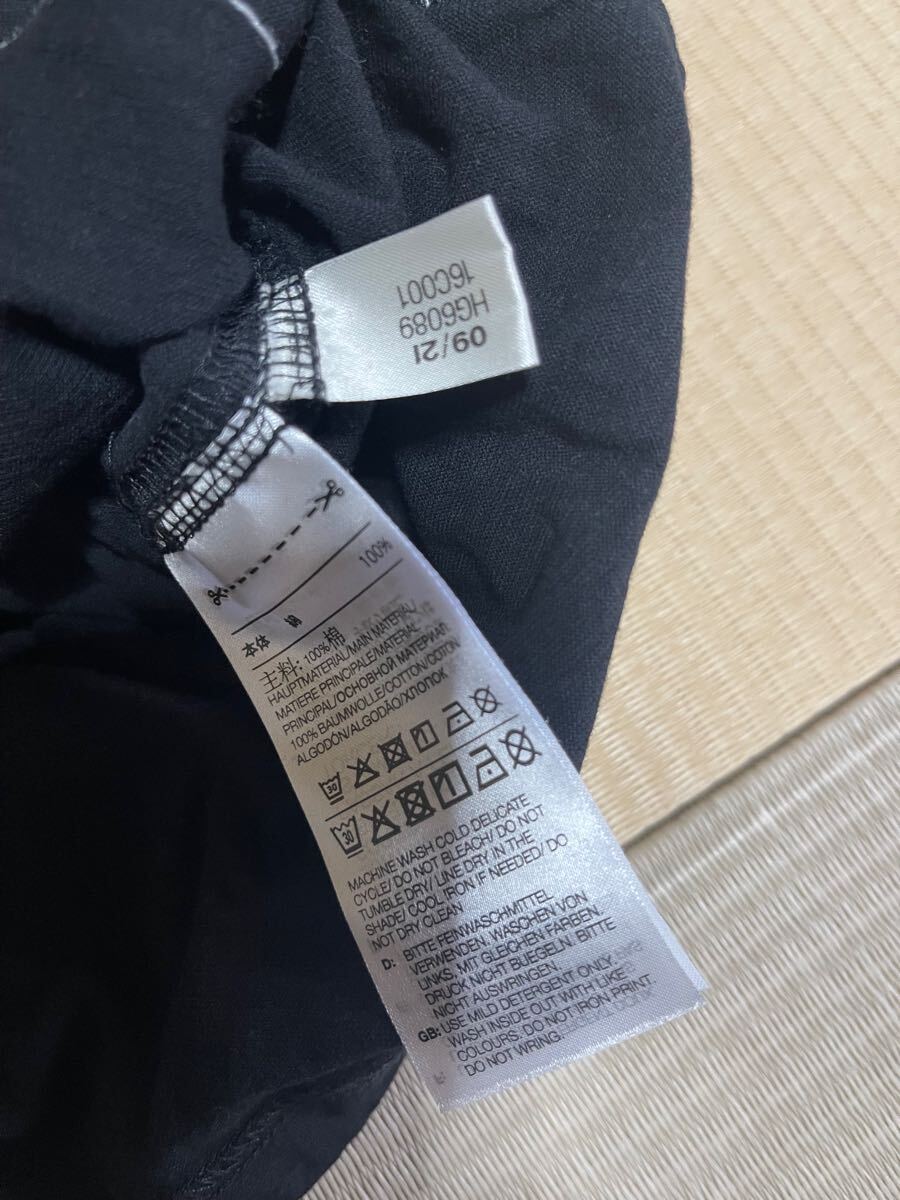 09/21
HG6089
16C001
本体 綿 100%
主料: 100%棉
HAUPTMATERIAL/MAIN MATERIAL/
MATIERE PRINCIPALE/MATERIAL
PRINCIPAL/ОСНОВНОЙ МАТЕРИАЛ
100% BAUMWOLLE/COTTON/COTON
ALGODÓN/ALGODÃO/ХЛОПОК
30
30
MACHINE WASH COLD DELICATE
CYCLE/ DO NOT BLEACH/ DO NOT
TUMBLE DRY/ LINE DRY IN THE
SHADE/ COOL IRON IF NEEDED/ DO
NOT DRY CLEAN
D: BITTE FEINWASCHMITTEL
VERWENDEN. WASCHEN VON
LINKS. MIT GLEICHEN FARBEN.
DRUCK NICHT BUEGELN. BITTE
NICHT AUSWRINGEN.
GB: USE MILD DETERGENT ONLY.
WASH INSIDE OUT WITH LIKE
COLOURS. DO NOT IRON PRINT.
DO NOT WRING.